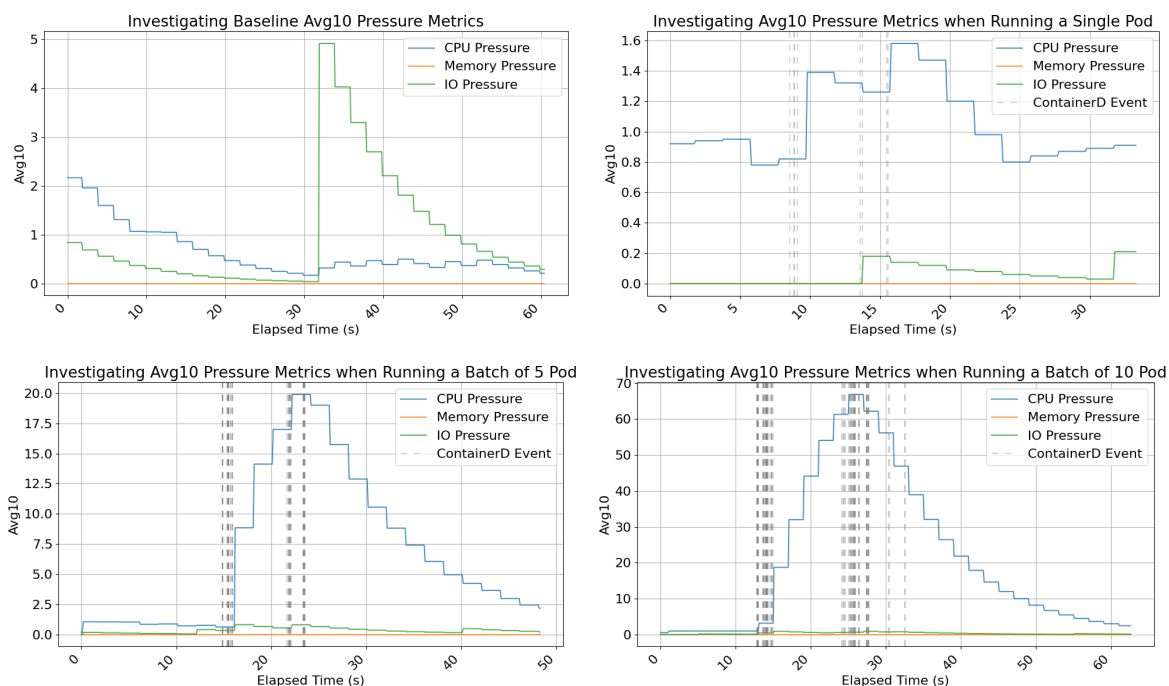 Investigating Baseline Avg10 Pressure Metrics
5
4
3
2
1
0
Avg10
CPU Pressure
Memory Pressure
IO Pressure
0
10
20
30
40
50
60
Elapsed Time (s)
Investigating Avg10 Pressure Metrics when Running a Single Pod
1.6
1.4
1.2
1.0
0.8
0.6
0.4
0.2
0.0
Avg10
CPU Pressure
Memory Pressure
IO Pressure
ContainerD Event
0
5
10
15
20
25
30
Elapsed Time (s)
Investigating Avg10 Pressure Metrics when Running a Batch of 5 Pod
20.0
17.5
15.0
12.5
10.0
7.5
5.0
2.5
0.0
Avg10
CPU Pressure
Memory Pressure
IO Pressure
ContainerD Event
0
10
20
30
40
50
Elapsed Time (s)
Investigating Avg10 Pressure Metrics when Running a Batch of 10 Pod
70
60
50
40
30
20
10
0
Avg10
CPU Pressure
Memory Pressure
IO Pressure
ContainerD Event
0
10
20
30
40
50
60
Elapsed Time (s)